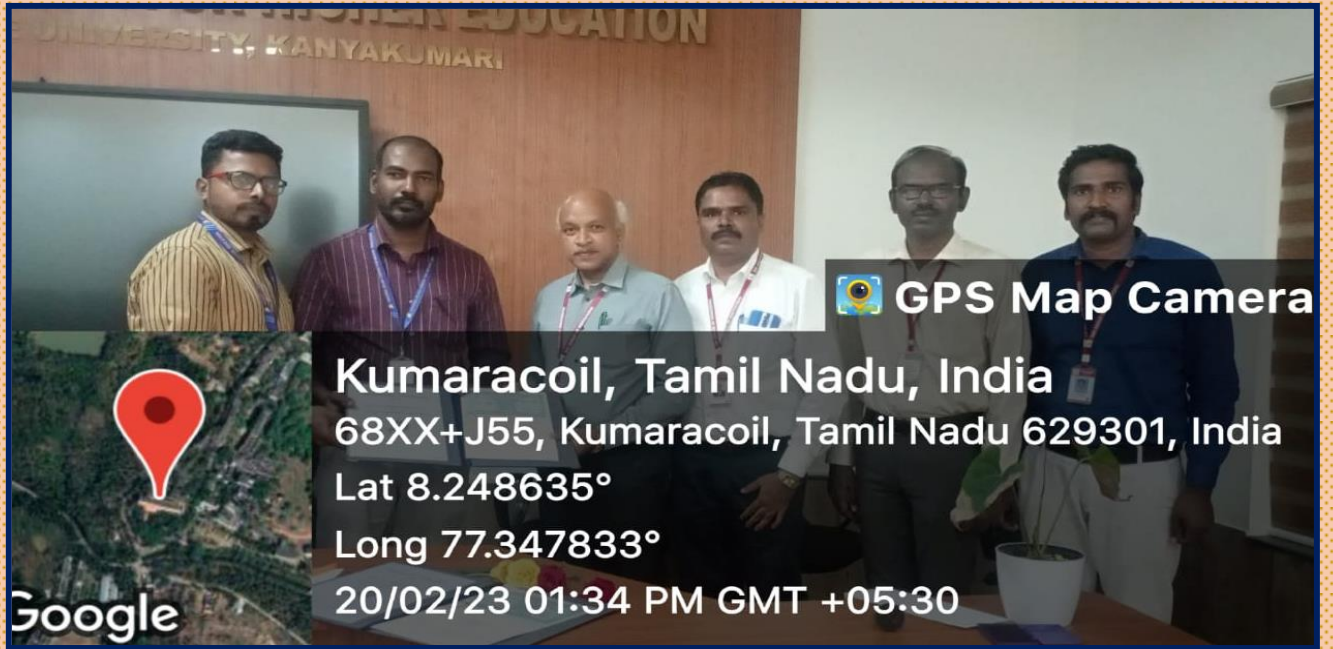 HIGHER EDUCATION
UNIVERSITY, KANYAKUMARI
GPS Map Camera
Kumaracoil, Tamil Nadu, India
68XX+J55, Kumaracoil, Tamil Nadu 629301, India
Lat 8.248635°
Long 77.347833°
20/02/23 01:34 PM GMT +05:30
Google